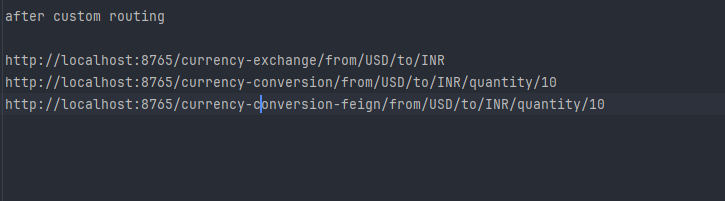 after custom routing
http://localhost:8765/currency-exchange/from/USD/to/INR
http://localhost:8765/currency-conversion/from/USD/to/INR/quantity/10
http://localhost:8765/currency-conversion-feign/from/USD/to/INR/quantity/10